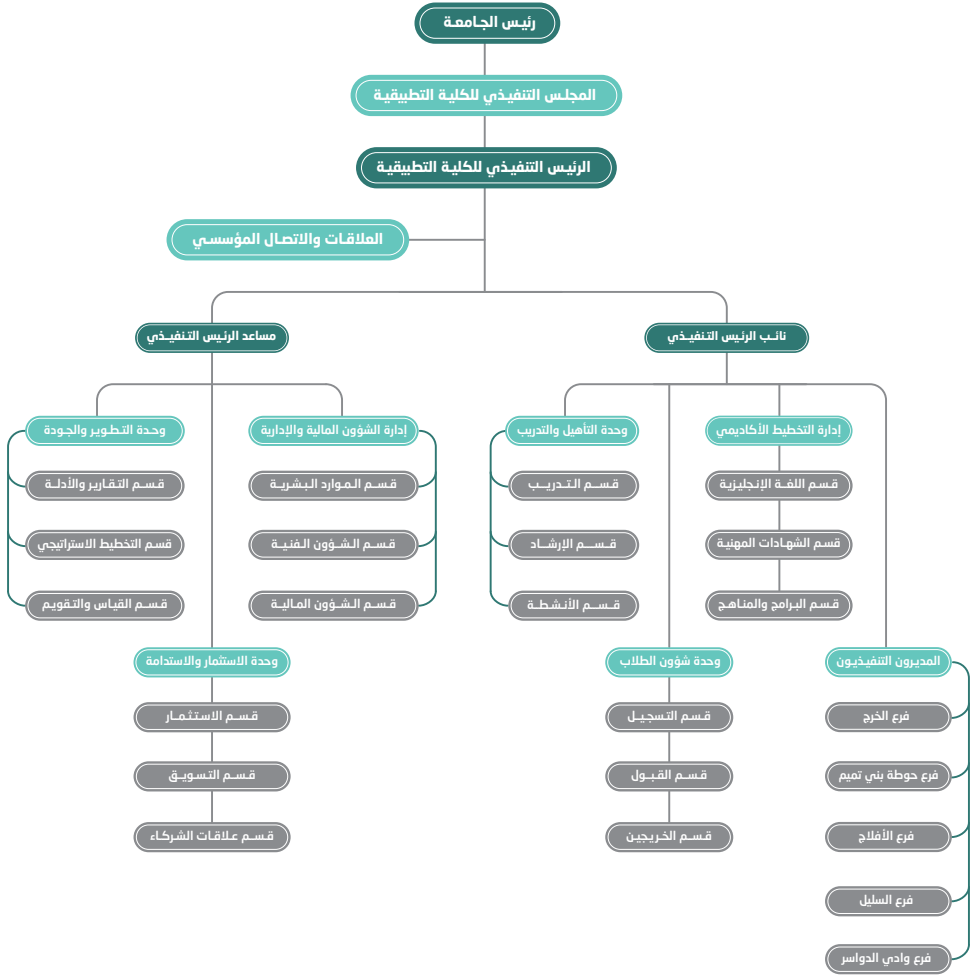 رئيس الجامعة
المجلس التنفيذي للكلية التطبيقية
الرئيس التنفيذي للكلية التطبيقية
العلاقات والاتصال المؤسسي
نائب الرئيس التنفيذي
مساعد الرئيس التنفيذي
إدارة التخطيط الأكاديمي
وحدة التأهيل والتدريب
إدارة الشؤون المالية والإدارية
وحدة التطوير والجودة
قسم اللغة الإنجليزية
قسم التدريب
قسم الموارد البشرية
قسم التقارير والأدلة
قسم الشهادات المهنية
قسم الإرشاد
قسم الشؤون الفنية
قسم التخطيط الاستراتيجي
قسم البرامج والمناهج
قسم الأنشطة
قسم الشؤون المالية
قسم القياس والتقويم
المديرون التنفيذيون
وحدة شؤون الطلاب
وحدة الاستثمار والاستدامة
فرع الخرج
قسم التسجيل
قسم الاستثمار
فرع حوطة بني تميم
قسم القبول
قسم التسويق
فرع الأفلاج
قسم الخريجين
قسم علاقات الشركاء
فرع السليل
فرع وادي الدواسر